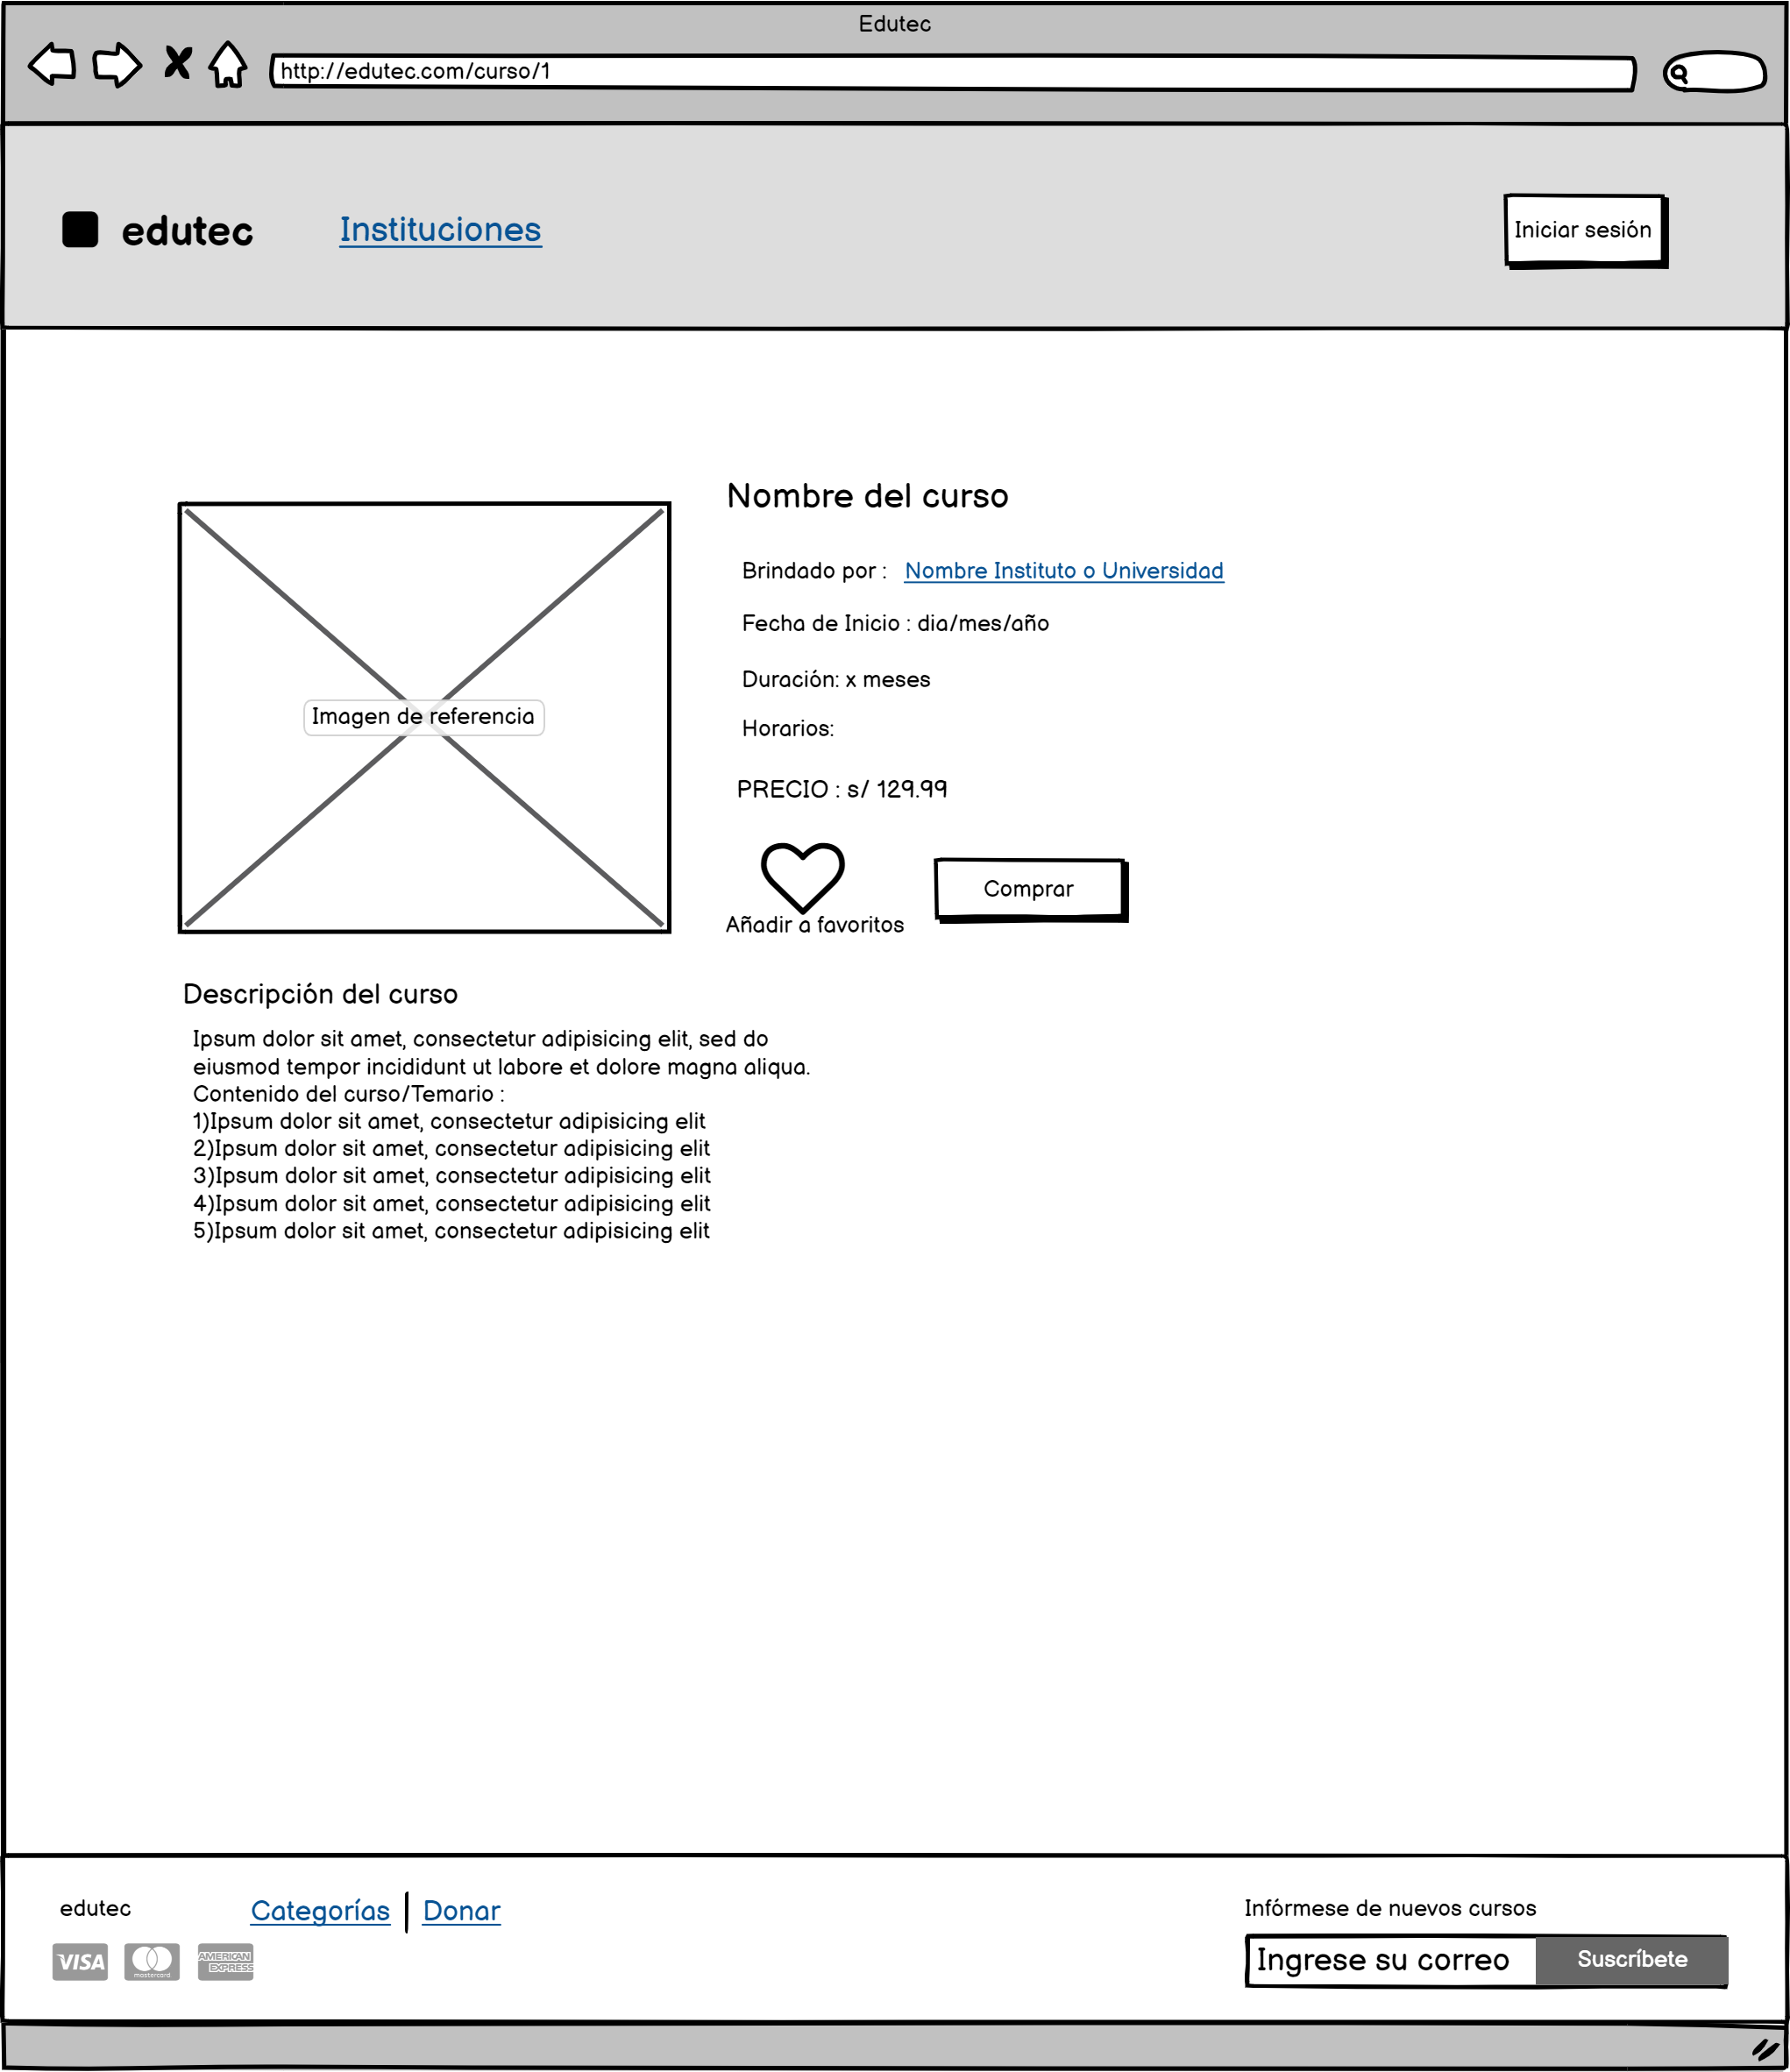 Edutec
http://edutec.com/curso/1
edutec
Instituciones
Iniciar sesión
Nombre del curso
Brindado por : Nombre Instituto o Universidad
Fecha de Inicio : dia/mes/año
Duración: x meses
Horarios:
PRECIO : s/ 129.99
Imagen de referencia
Añadir a favoritos
Comprar
Descripción del curso
Ipsum dolor sit amet, consectetur adipisicing elit, sed do
eiusmod tempor incididunt ut labore et dolore magna aliqua.
Contenido del curso/Temario :
1)Ipsum dolor sit amet, consectetur adipisicing elit
2)Ipsum dolor sit amet, consectetur adipisicing elit
3)Ipsum dolor sit amet, consectetur adipisicing elit
4)Ipsum dolor sit amet, consectetur adipisicing elit
5)Ipsum dolor sit amet, consectetur adipisicing elit
edutec
Categorías | Donar
Infórmese de nuevos cursos
VISA
mastercard
AMERICAN
EXPRESS
Ingrese su correo
Suscríbete